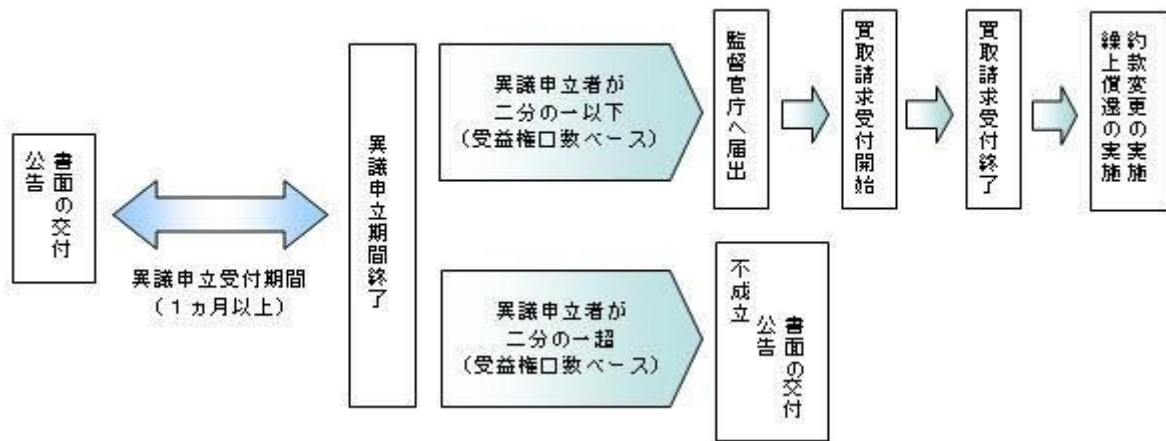 書面の交付
公告
異議申立受付期間
（１ヵ月以上）
異議申立期間終了
異議申立者が
二分の一以下
（受益権口数ベース）
監督官庁へ届出
買取請求受付開始
買取請求受付終了
約款変更の実施
繰上償還の実施
異議申立者が
二分の一超
（受益権口数ベース）
不成立
書面の交付
公告